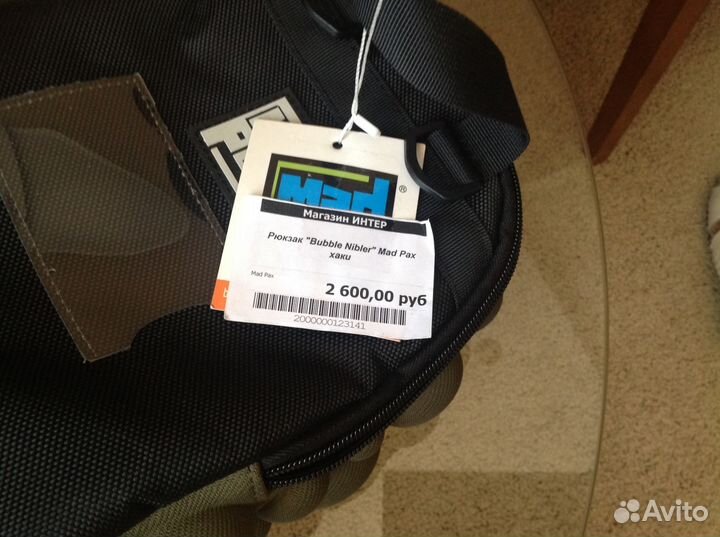 mad ®
Магазин ИНТЕР
Рюкзак "Bubble Nibler" Mad Pax
хаки
Mad Pax
2 600,00 руб
2000000123141
Avito